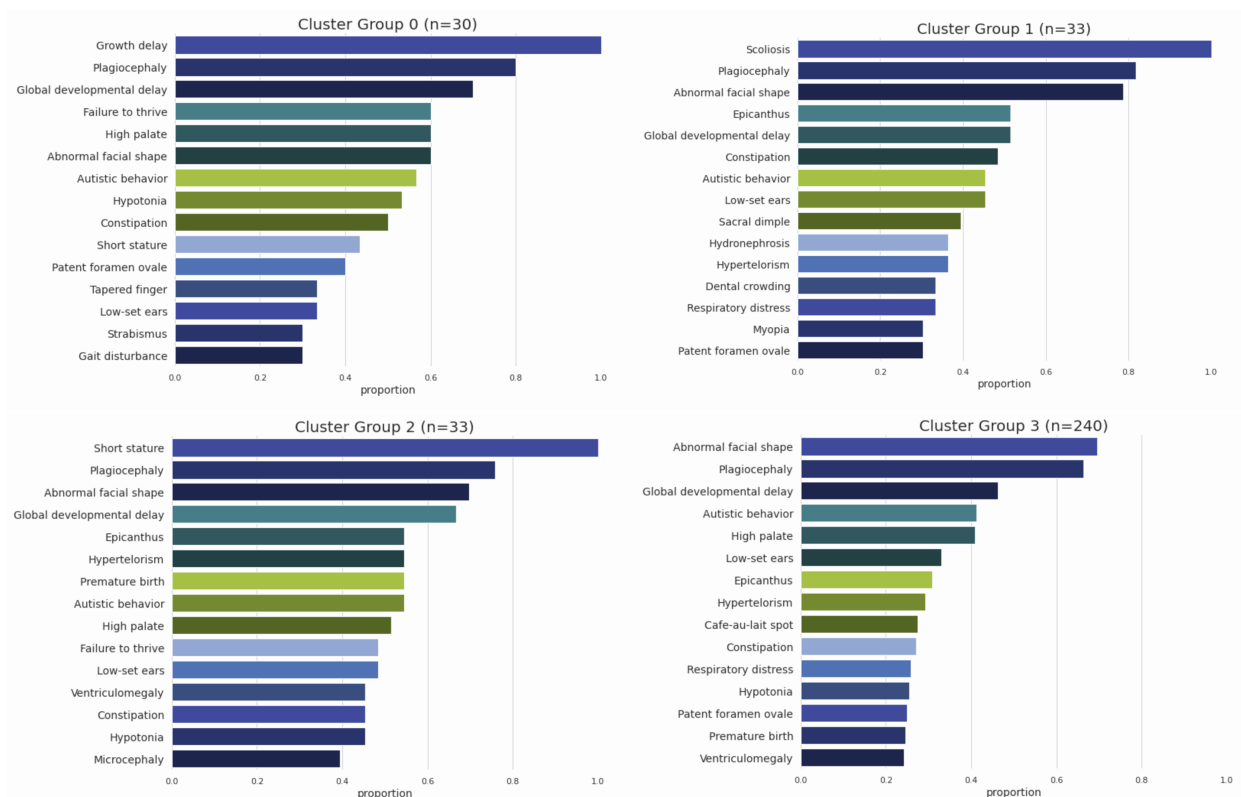 Cluster Group 0 (n=30)
Growth delay
Plagiocephaly
Global developmental delay
Failure to thrive
High palate
Abnormal facial shape
Autistic behavior
Hypotonia
Constipation
Short stature
Patent foramen ovale
Tapered finger
Low-set ears
Strabismus
Gait disturbance
0.0 0.2 0.4 0.6 0.8 1.0
proportion
Cluster Group 1 (n=33)
Scoliosis
Plagiocephaly
Abnormal facial shape
Epicanthus
Global developmental delay
Constipation
Autistic behavior
Low-set ears
Sacral dimple
Hydronephrosis
Hypertelorism
Dental crowding
Respiratory distress
Myopia
Patent foramen ovale
0.0 0.2 0.4 0.6 0.8 1.0
proportion
Cluster Group 2 (n=33)
Short stature
Plagiocephaly
Abnormal facial shape
Global developmental delay
Epicanthus
Hypertelorism
Premature birth
Autistic behavior
High palate
Failure to thrive
Low-set ears
Ventriculomegaly
Constipation
Hypotonia
Microcephaly
0.0 0.2 0.4 0.6 0.8 1.0
proportion
Cluster Group 3 (n=240)
Abnormal facial shape
Plagiocephaly
Global developmental delay
Autistic behavior
High palate
Low-set ears
Epicanthus
Hypertelorism
Cafe-au-lait spot
Constipation
Respiratory distress
Hypotonia
Patent foramen ovale
Premature birth
Ventriculomegaly
0.0 0.2 0.4 0.6 0.8 1.0
proportion